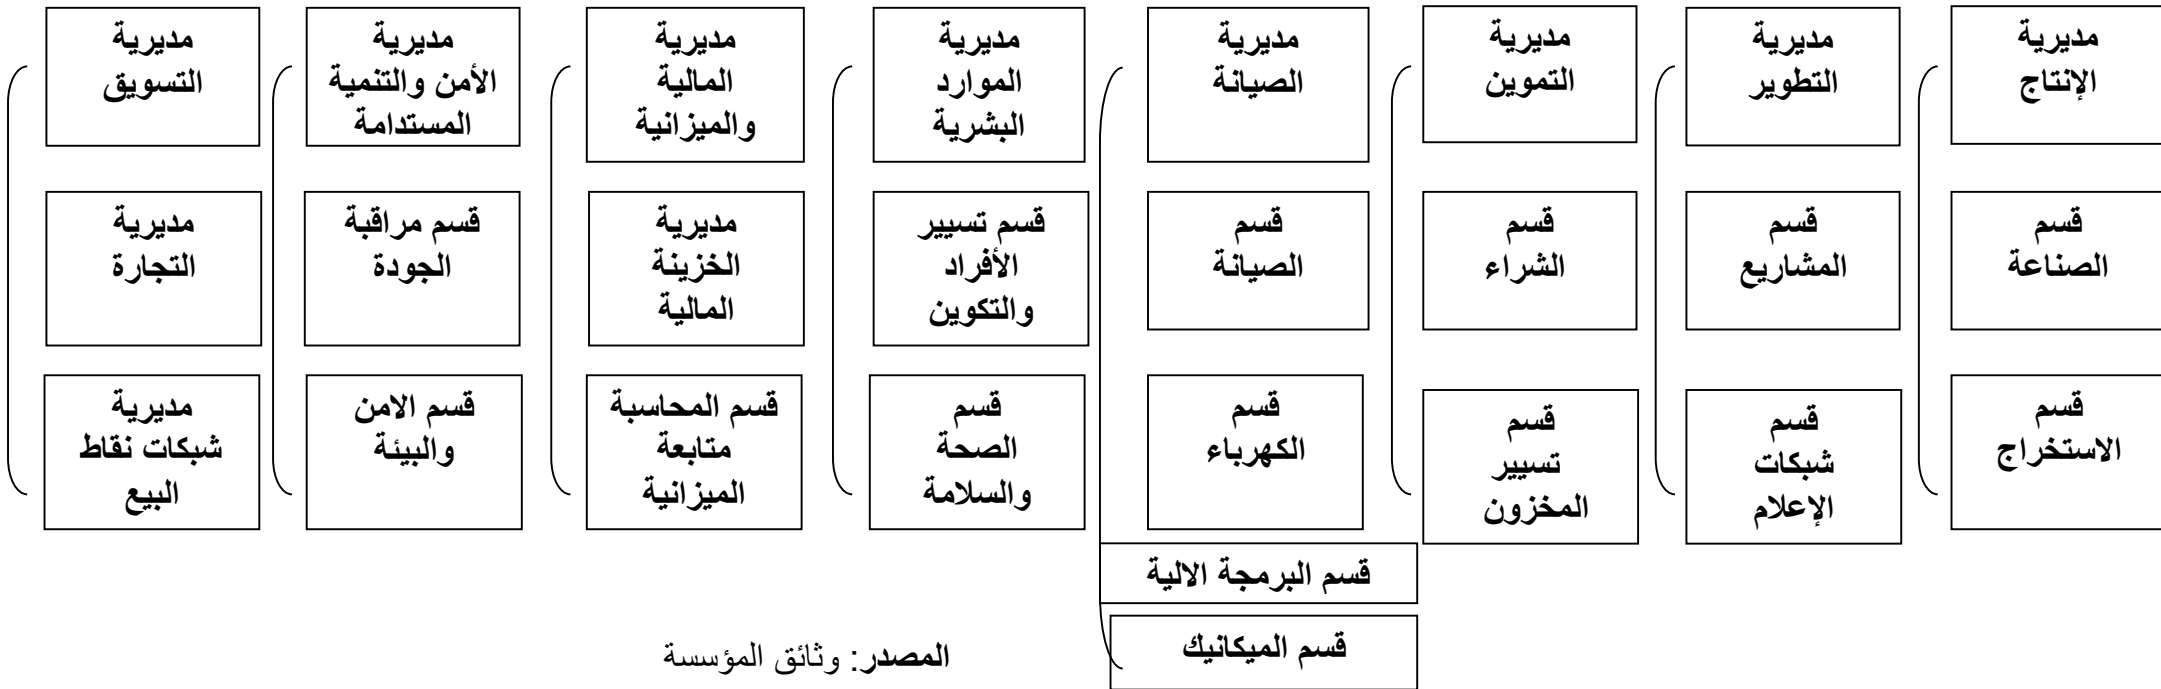 مديرية
الإنتاج
مديرية
التطوير
مديرية
التموين
مديرية
الصيانة
مديرية
الموارد
البشرية
مديرية
المالية
والميزانية
مديرية
الأمن والتنمية
المستدامة
مديرية
التسويق
قسم
الصناعة
قسم
المشاريع
قسم
الشراء
قسم
الصيانة
قسم تسيير
الأفراد
والتكوين
مديرية
الخزينة
المالية
قسم مراقبة
الجودة
مديرية
التجارة
قسم
الاستخراج
قسم
شبكات
الإعلام
قسم
تسيير
المخزون
قسم
الكهرباء
قسم
الصحة
والسلامة
قسم المحاسبة
متابعة
الميزانية
قسم الامن
والبيئة
مديرية
شبكات نقاط
البيع
قسم البرمجة الالية
قسم الميكانيك
المصدر: وثائق المؤسسة